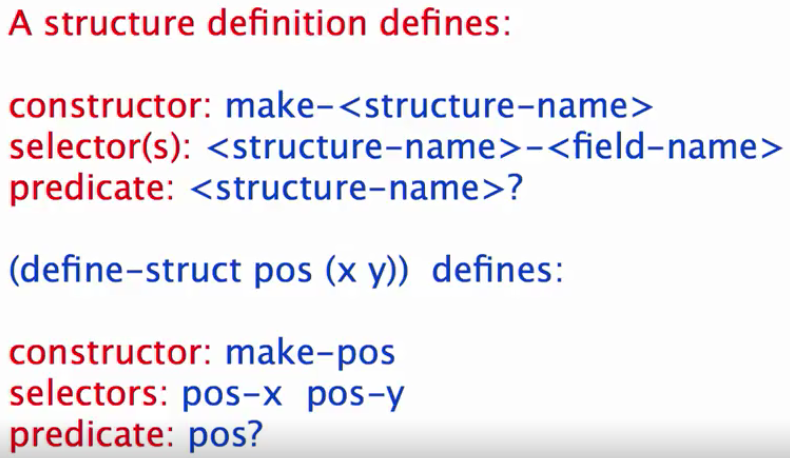 A structure definition defines:
constructor: make-<structure-name>
selector(s): <structure-name>-<field-name>
predicate: <structure-name>?
(define-struct pos (x y))  defines:
constructor: make-pos
selectors: pos-x  pos-y
predicate: pos?